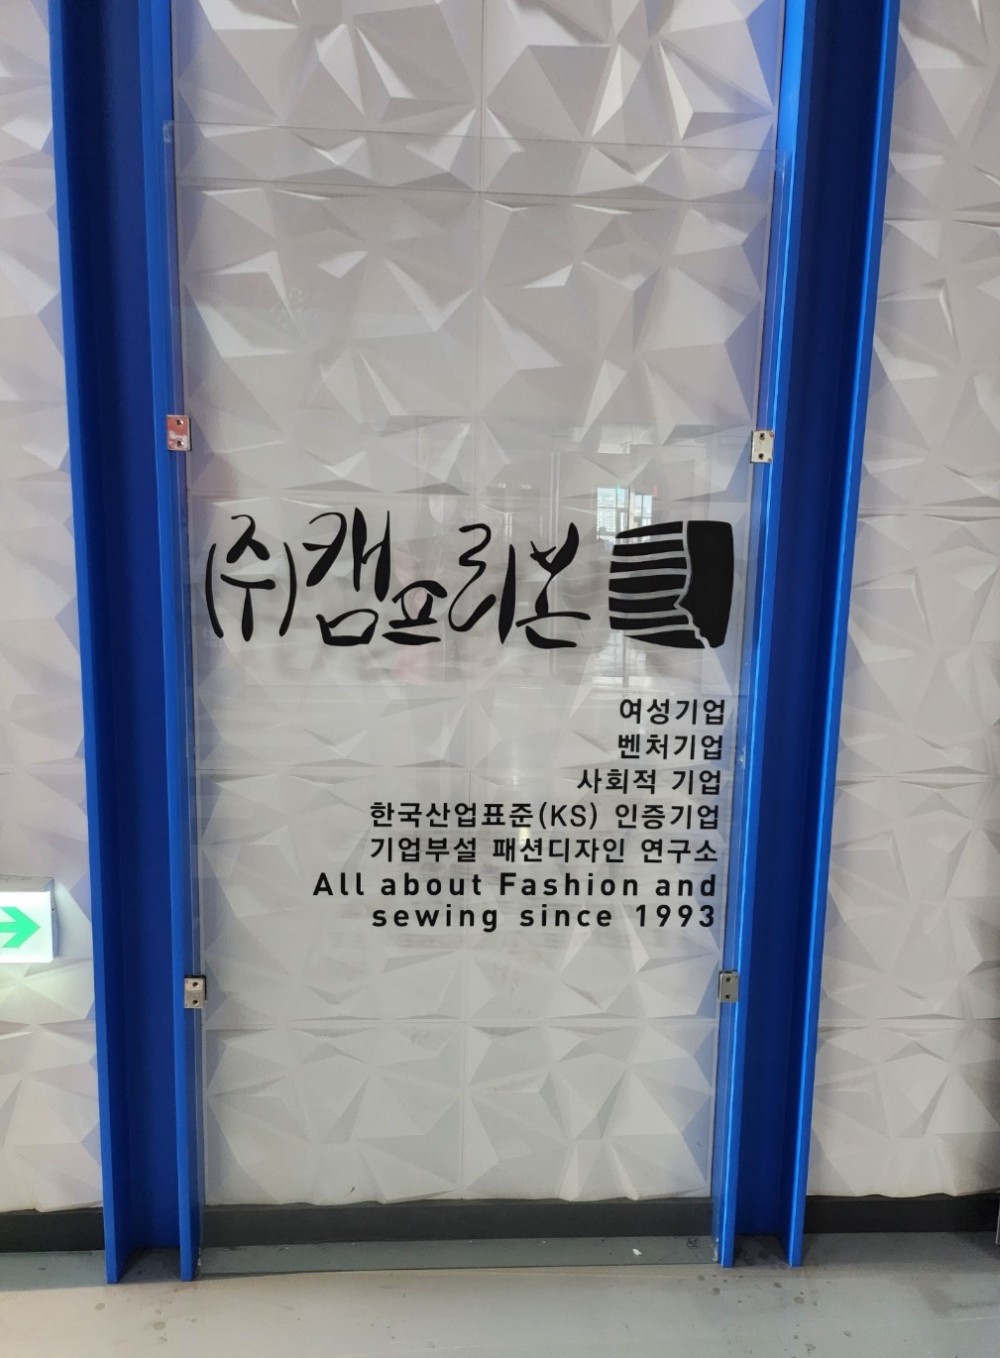 (주)캠프리본
여성기업
벤처기업
사회적 기업
한국산업표준(KS) 인증기업
기업부설 패션디자인 연구소
All about Fashion and
sewing since 1993